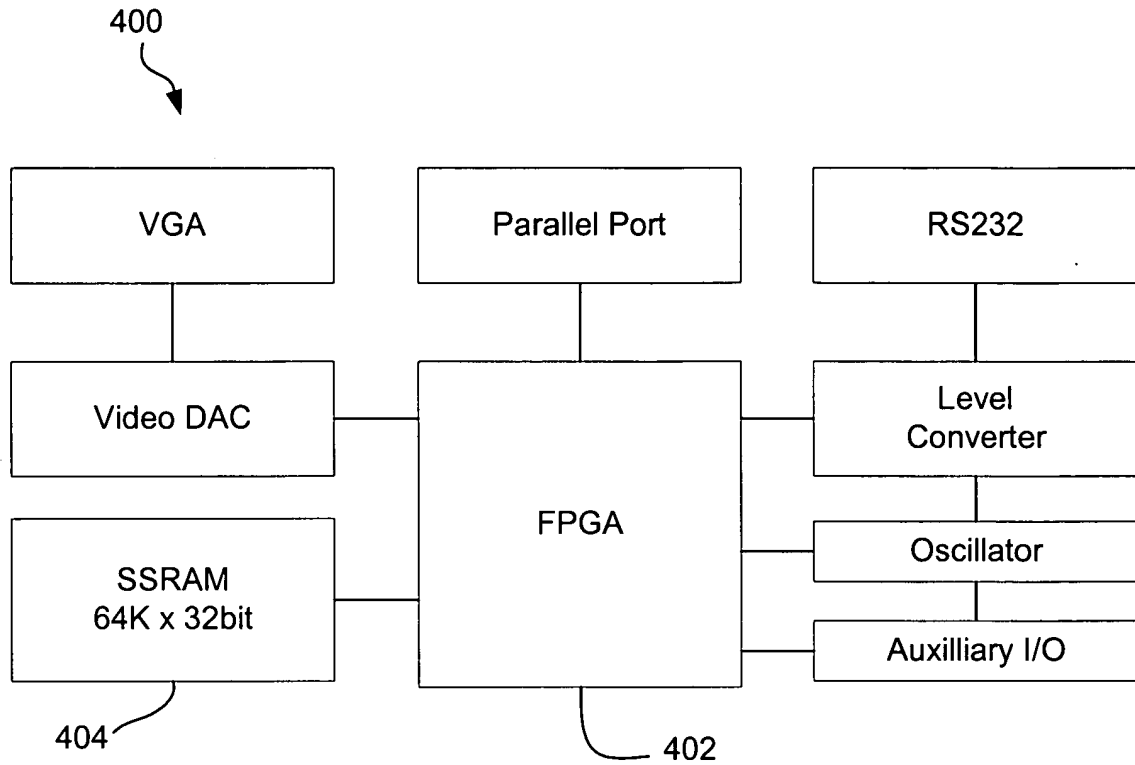 400
VGA
Parallel Port
RS232
Video DAC
Level
Converter
FPGA
SSRAM
64K x 32bit
Oscillator
Auxilliary I/O
404
402